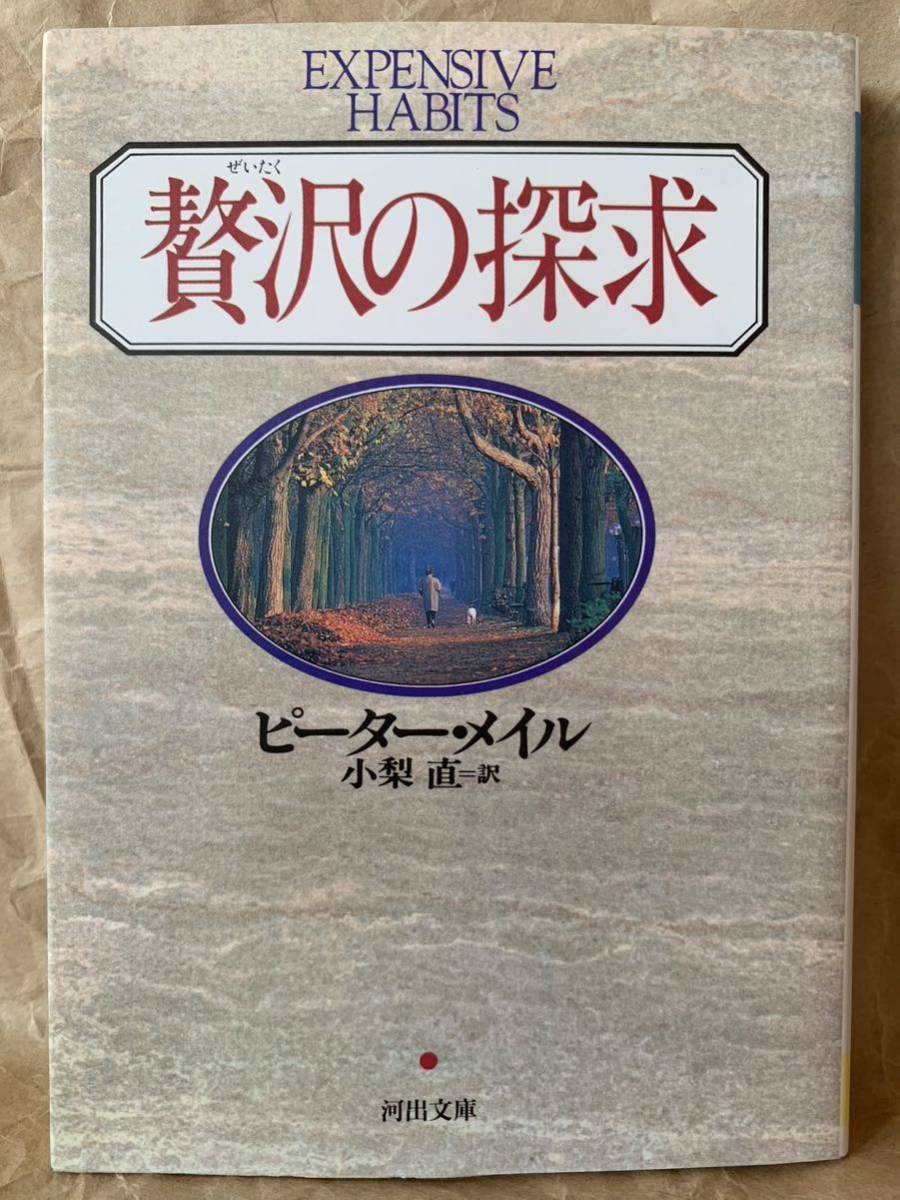 EXPENSIVE
HABITS
ぜいたく
贅沢の探求
ピーター・メイル
小梨 直=訳
河出文庫